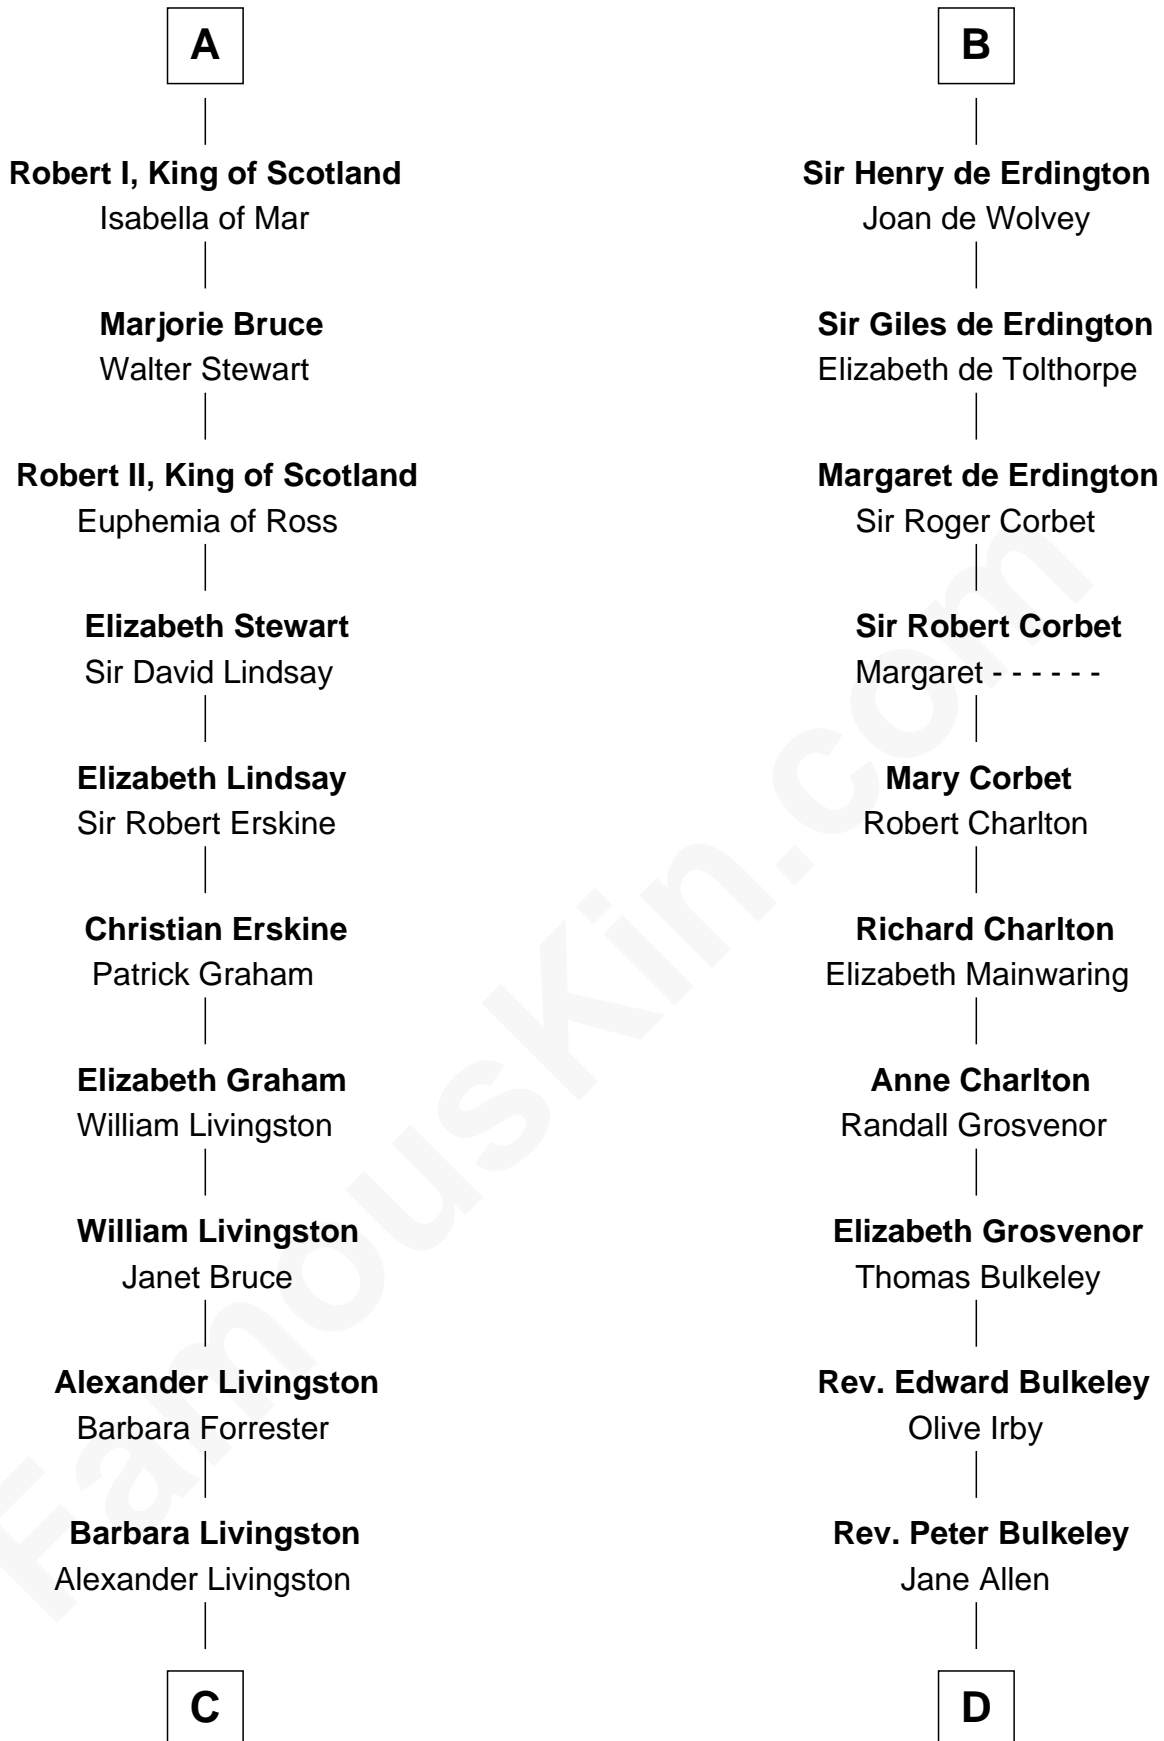 A
Robert I, King of Scotland
Isabella of Mar
Marjorie Bruce
Walter Stewart
Robert II, King of Scotland
Euphemia of Ross
Elizabeth Stewart
Sir David Lindsay
Elizabeth Lindsay
Sir Robert Erskine
Christian Erskine
Patrick Graham
Elizabeth Graham
William Livingston
William Livingston
Janet Bruce
Alexander Livingston
Barbara Forrester
Barbara Livingston
Alexander Livingston
C
B
Sir Henry de Erdington
Joan de Wolvey
Sir Giles de Erdington
Elizabeth de Tolthorpe
Margaret de Erdington
Sir Roger Corbet
Sir Robert Corbet
Margaret - - - - - -
Mary Corbet
Robert Charlton
Richard Charlton
Elizabeth Mainwaring
Anne Charlton
Randall Grosvenor
Elizabeth Grosvenor
Thomas Bulkeley
Rev. Edward Bulkeley
Olive Irby
Rev. Peter Bulkeley
Jane Allen
D
FamousKin.com